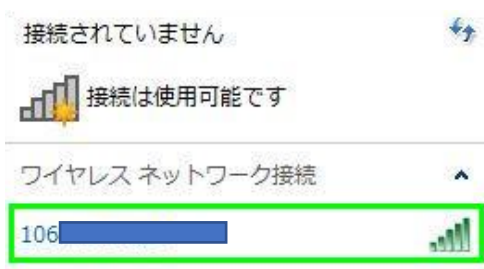 接続されていません
接続は使用可能です
ワイヤレス ネットワーク接続
106